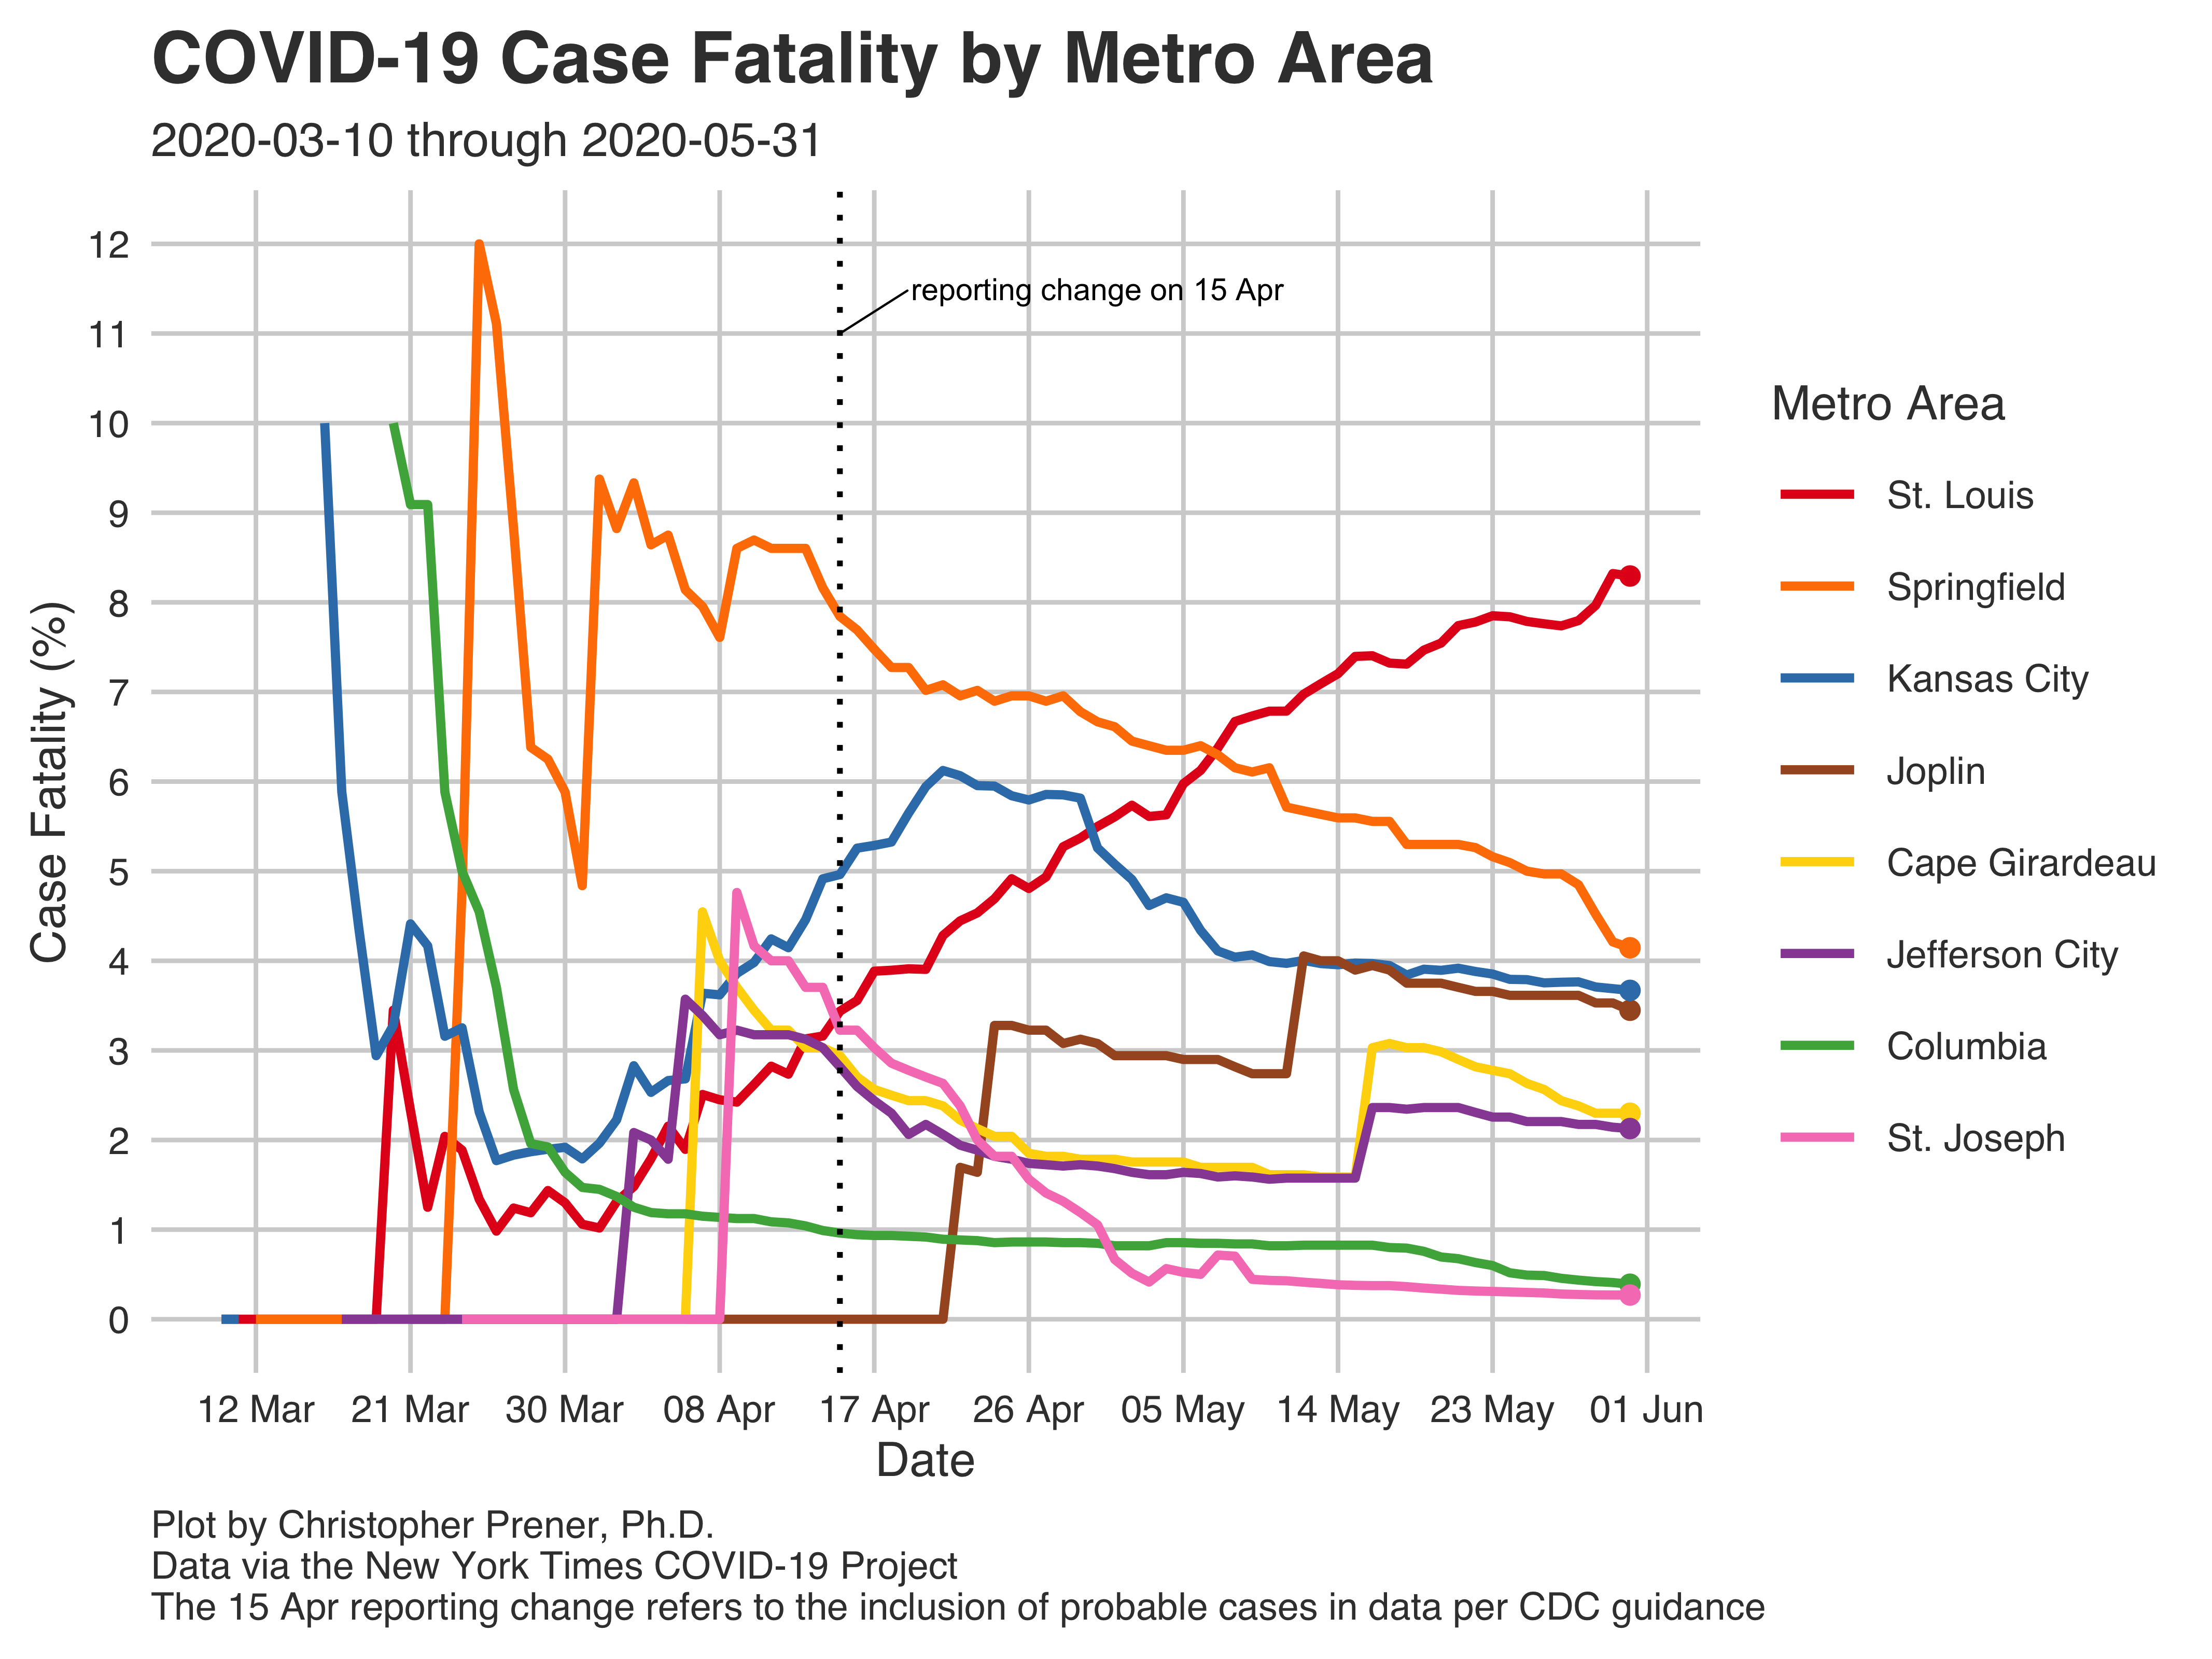 COVID-19 Case Fatality by Metro Area
2020-03-10 through 2020-05-31
12
11
10
9
8
7
6
5
4
3
2
1
0
Case Fatality (%)
reporting change on 15 Apr
12 Mar
21 Mar
30 Mar
08 Apr
17 Apr
26 Apr
05 May
14 May
23 May
01 Jun
Date
Metro Area
St. Louis
Springfield
Kansas City
Joplin
Cape Girardeau
Jefferson City
Columbia
St. Joseph
Plot by Christopher Prener, Ph.D.
Data via the New York Times COVID-19 Project
The 15 Apr reporting change refers to the inclusion of probable cases in data per CDC guidance